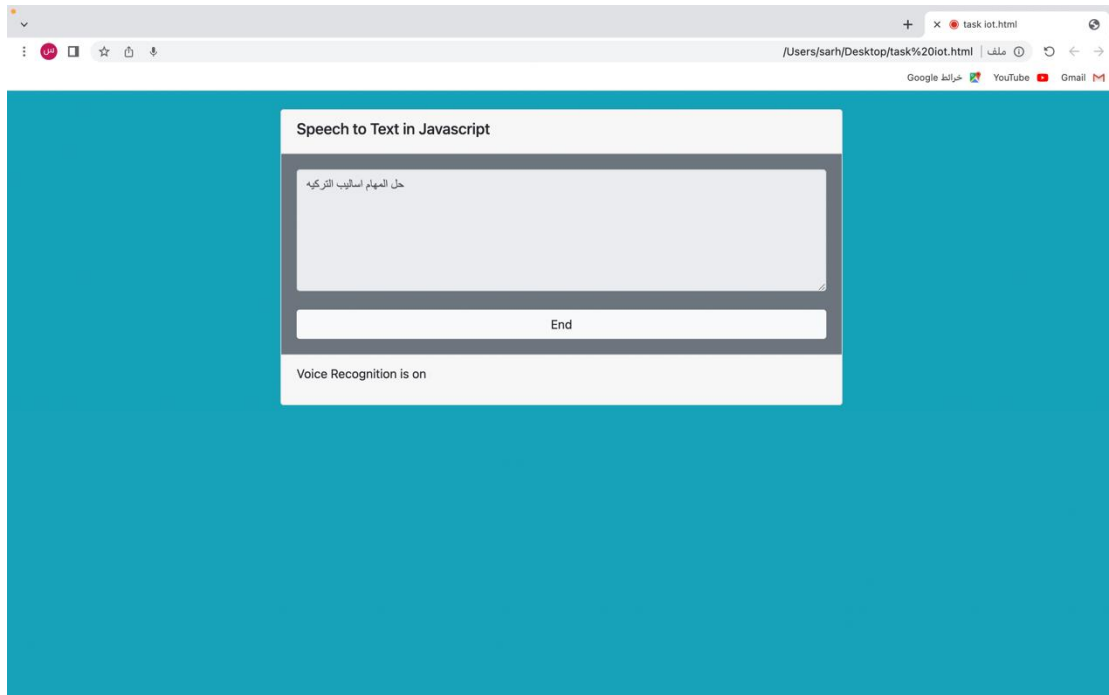 task iot.html
ملف | /Users/sarh/Desktop/task%20iot.html
س
Gmail
YouTube
خرائط Google
Speech to Text in Javascript
حل المهام اساليب التركيه
End
Voice Recognition is on